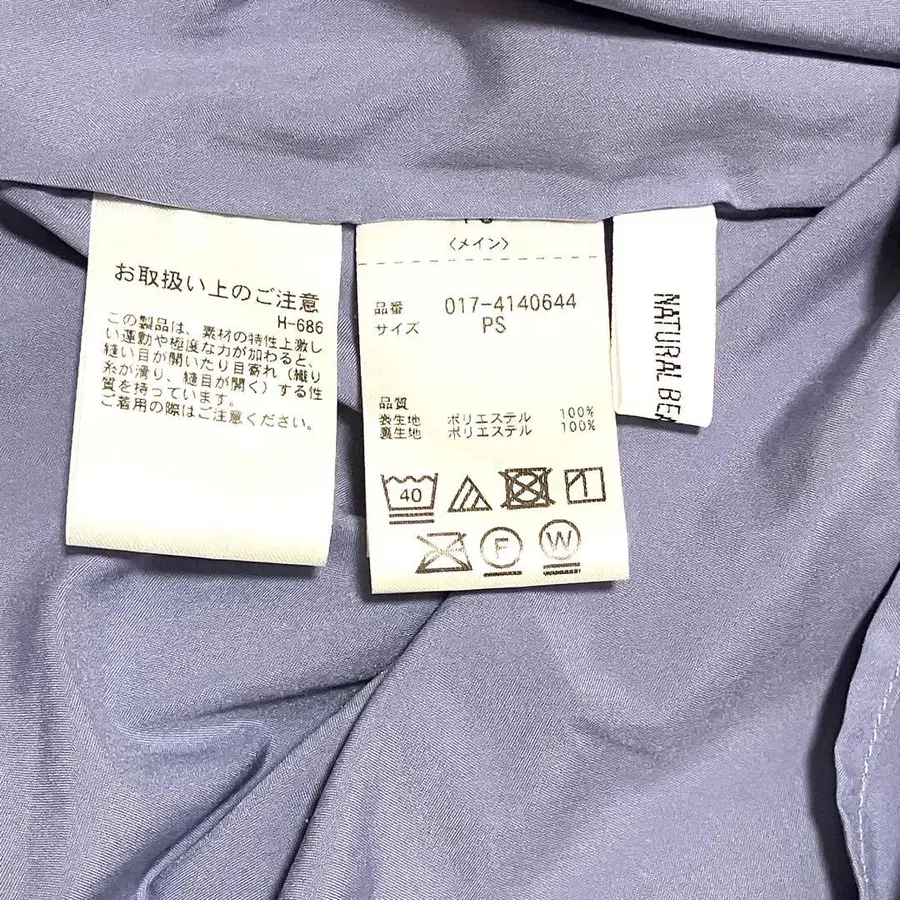 お取扱い上のご注意
H-686
この製品は、素材の特性上激し
い運動や極度な力が加わると、
縫い目が開いたり目寄れ（織り
糸が滑り、縫目が開く）する性
質を持っています。
ご着用の際はご注意ください。
〈メイン〉
品番 017-4140644
サイズ PS
品質
表生地 ポリエステル 100%
裏生地 ポリエステル 100%
40
F
W
NATURAL BEA